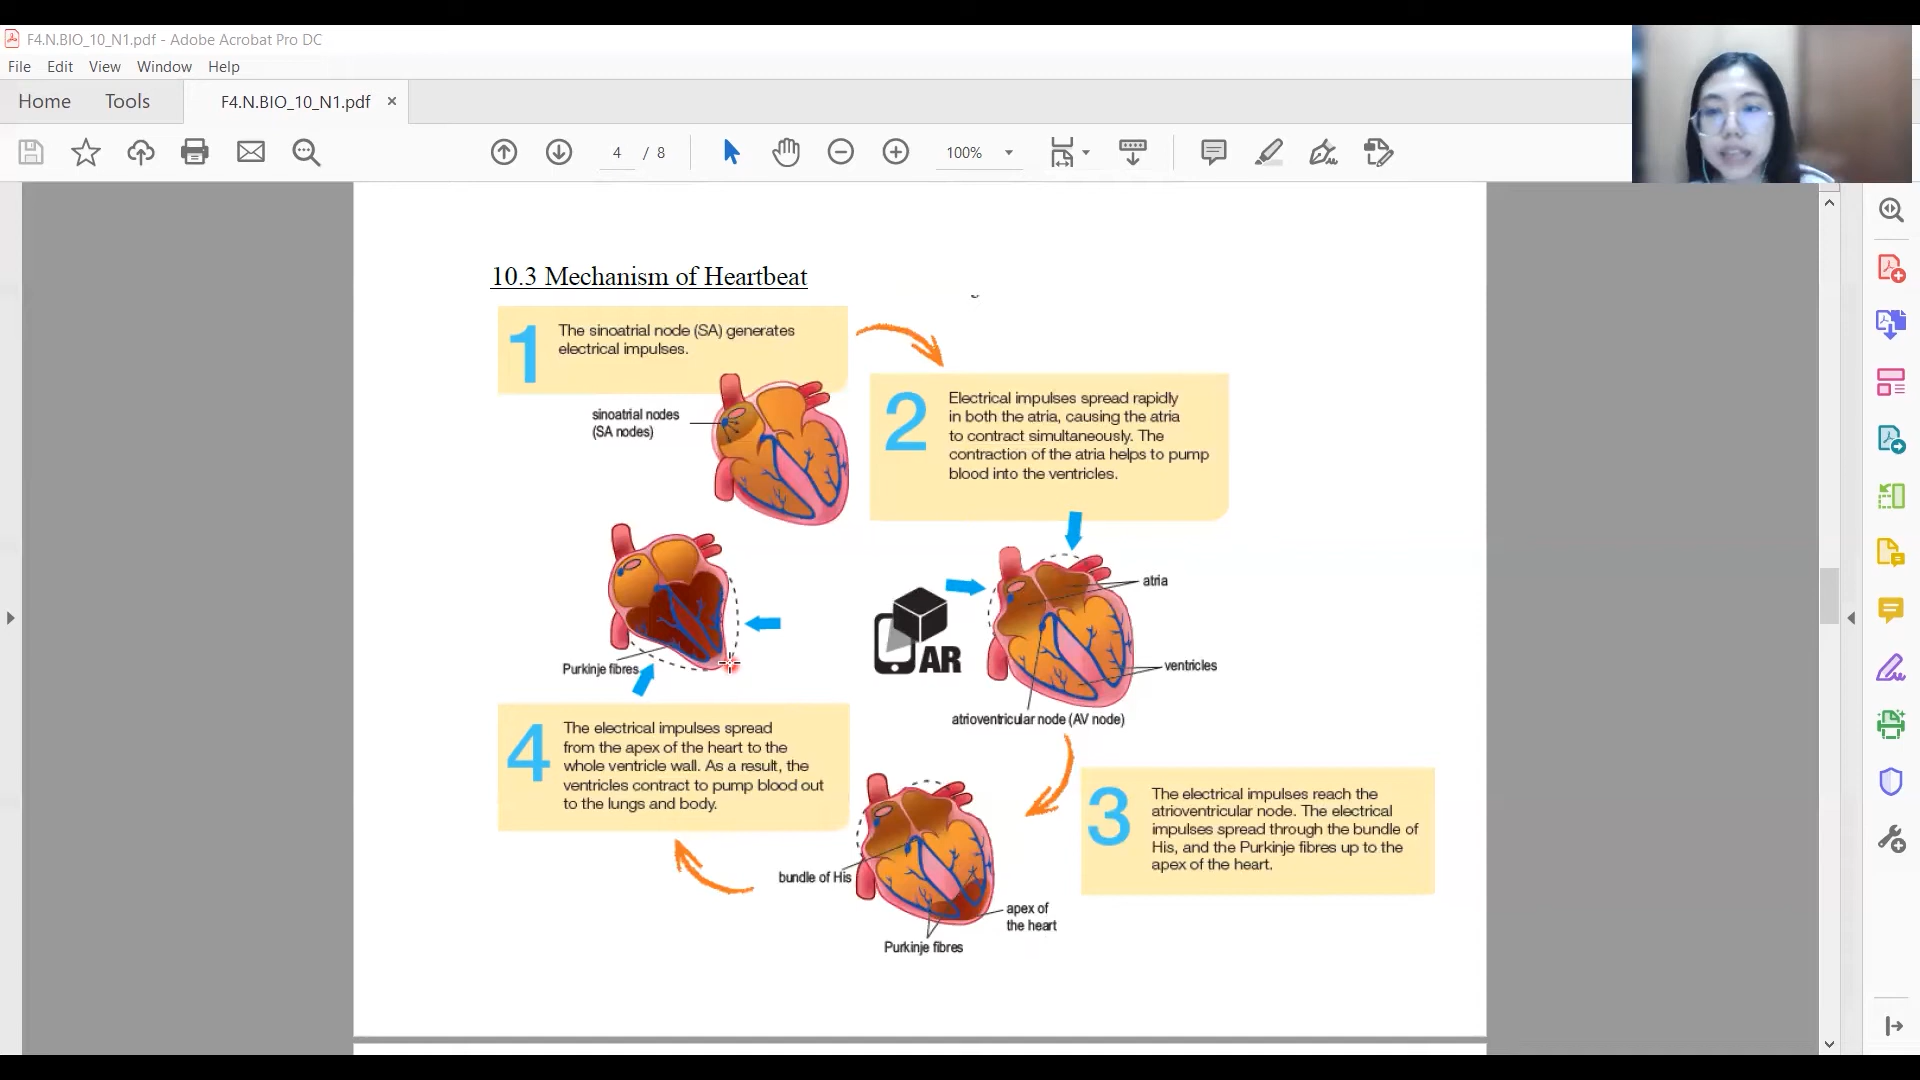 F4.N.BIO_10_N1.pdf - Adobe Acrobat Pro DC
File Edit View Window Help
Home Tools F4.N.BIO_10_N1.pdf ×
4 / 8 100%
10.3 Mechanism of Heartbeat
1
The sinoatrial node (SA) generates
electrical impulses.
sinoatrial nodes
(SA nodes)
2
Electrical impulses spread rapidly
in both the atria, causing the atria
to contract simultaneously. The
contraction of the atria helps to pump
blood into the ventricles.
atria
AR
ventricles
atrioventricular node (AV node)
Purkinje fibres
3
The electrical impulses reach the
atrioventricular node. The electrical
impulses spread through the bundle of
His, and the Purkinje fibres up to the
apex of the heart.
bundle of His
apex of
the heart
Purkinje fibres
4
The electrical impulses spread
from the apex of the heart to the
whole ventricle wall. As a result, the
ventricles contract to pump blood out
to the lungs and body.